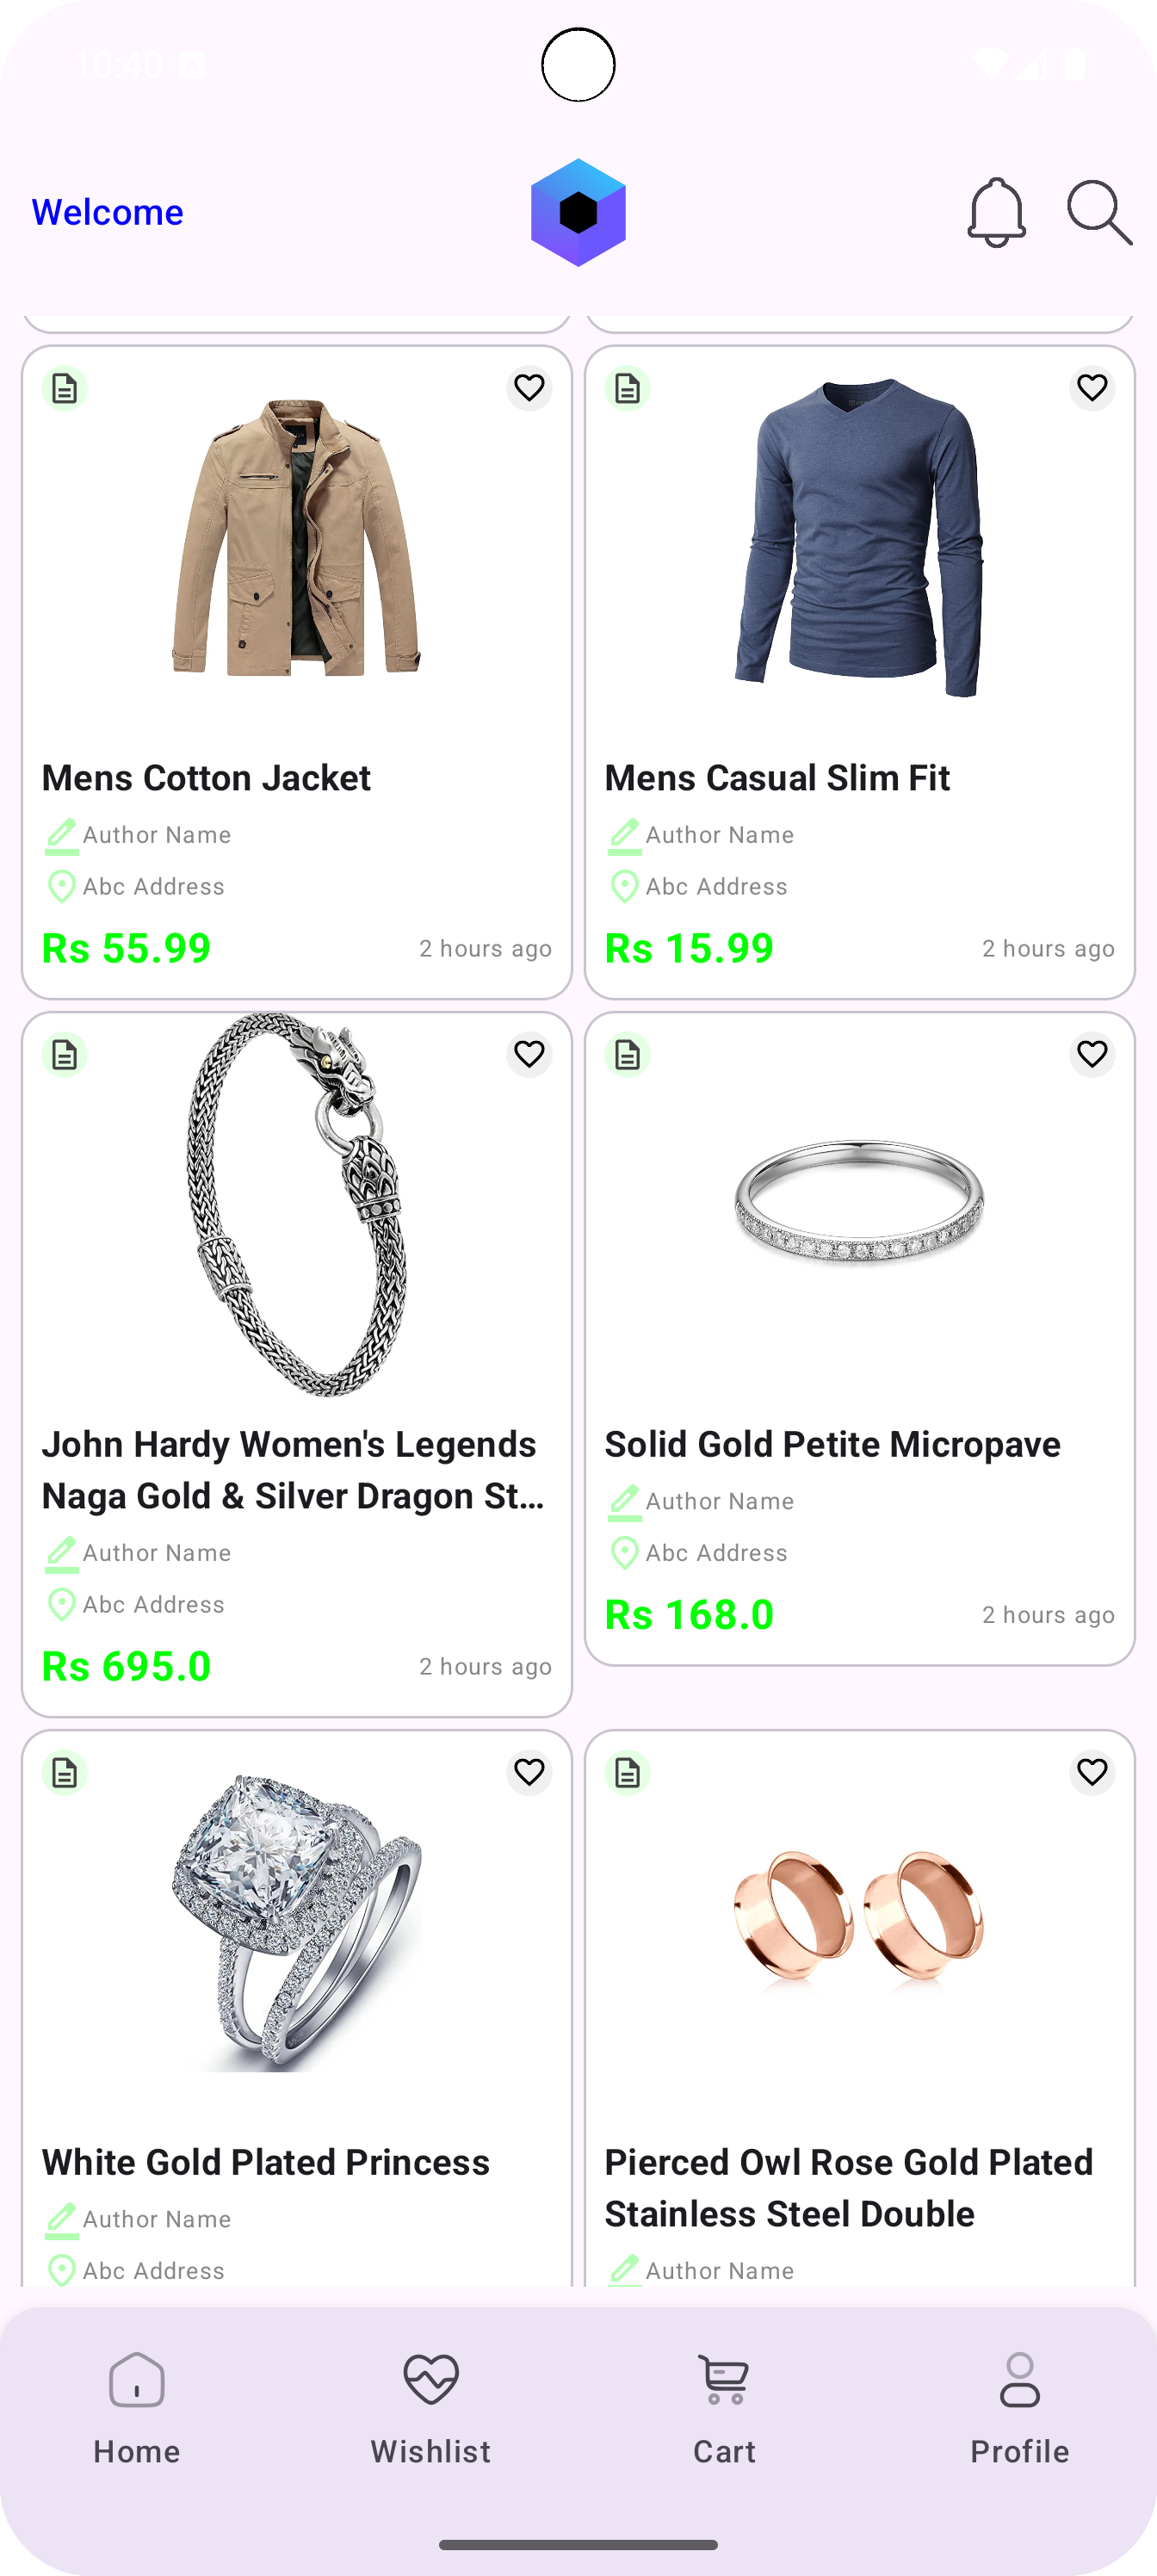 10:40
Welcome
Mens Cotton Jacket
Author Name
Abc Address
Rs 55.99
2 hours ago
Mens Casual Slim Fit
Author Name
Abc Address
Rs 15.99
2 hours ago
John Hardy Women's Legends
Naga Gold & Silver Dragon St…
Author Name
Abc Address
Rs 695.0
2 hours ago
Solid Gold Petite Micropave
Author Name
Abc Address
Rs 168.0
2 hours ago
White Gold Plated Princess
Author Name
Abc Address
Pierced Owl Rose Gold Plated
Stainless Steel Double
Author Name
Home
Wishlist
Cart
Profile